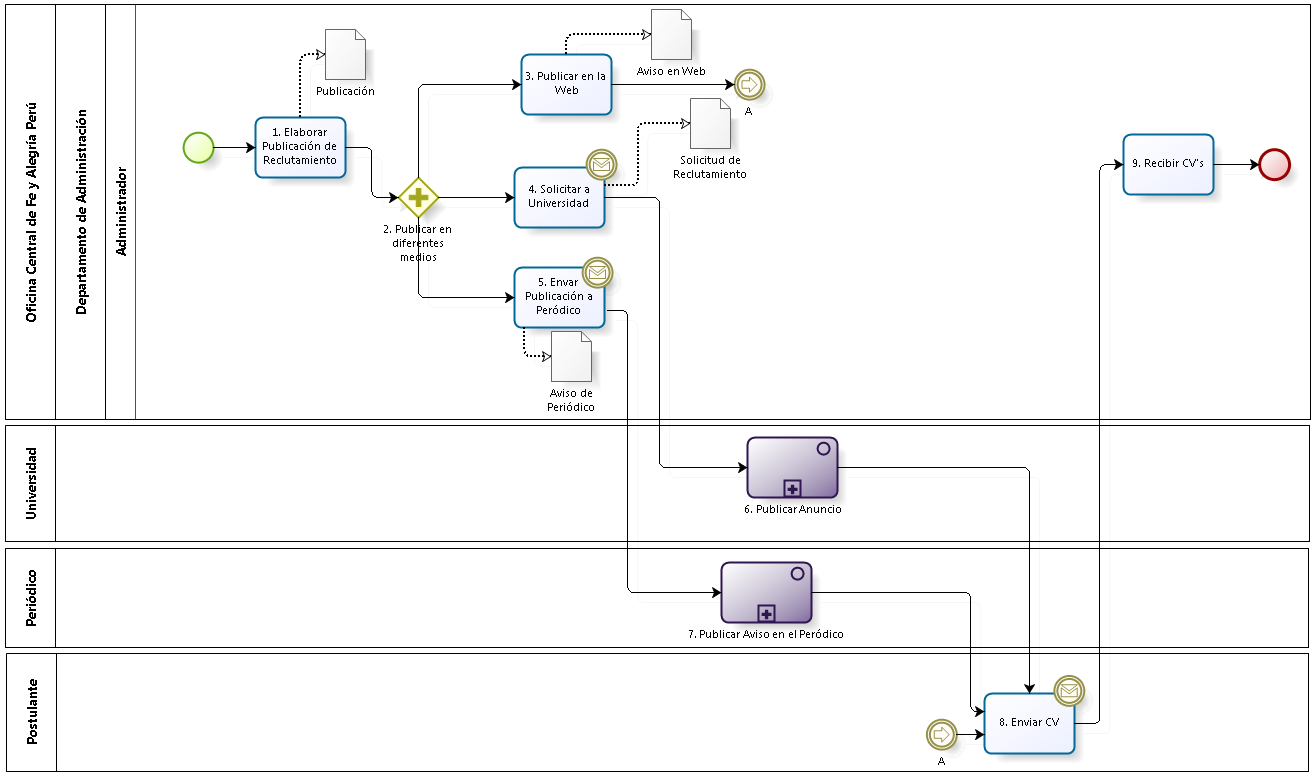 Oficina Central de Fe y Alegría Perú
Departamento de Administración
Administrador
Publicación
1. Elaborar
Publicación de
Reclutamiento
2. Publicar en
diferentes
medios
3. Publicar en la
Web
Aviso en Web
A
4. Solicitar a
Universidad
Solicitud de
Reclutamiento
5. Envar
Publicación a
Peródico
Aviso de
Periódico
9. Recibir CV's
Universidad
6. Publicar Anuncio
Periódico
7. Publicar Aviso en el Peródico
Postulante
8. Enviar CV
A